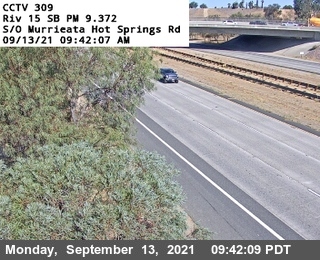 CCTV 309
Riv 15 SB PM 9.372
S/O Murrieata Hot Springs Rd
09/13/21 09:42:07 AM
Monday, September 13, 2021 09:42:09 PDT